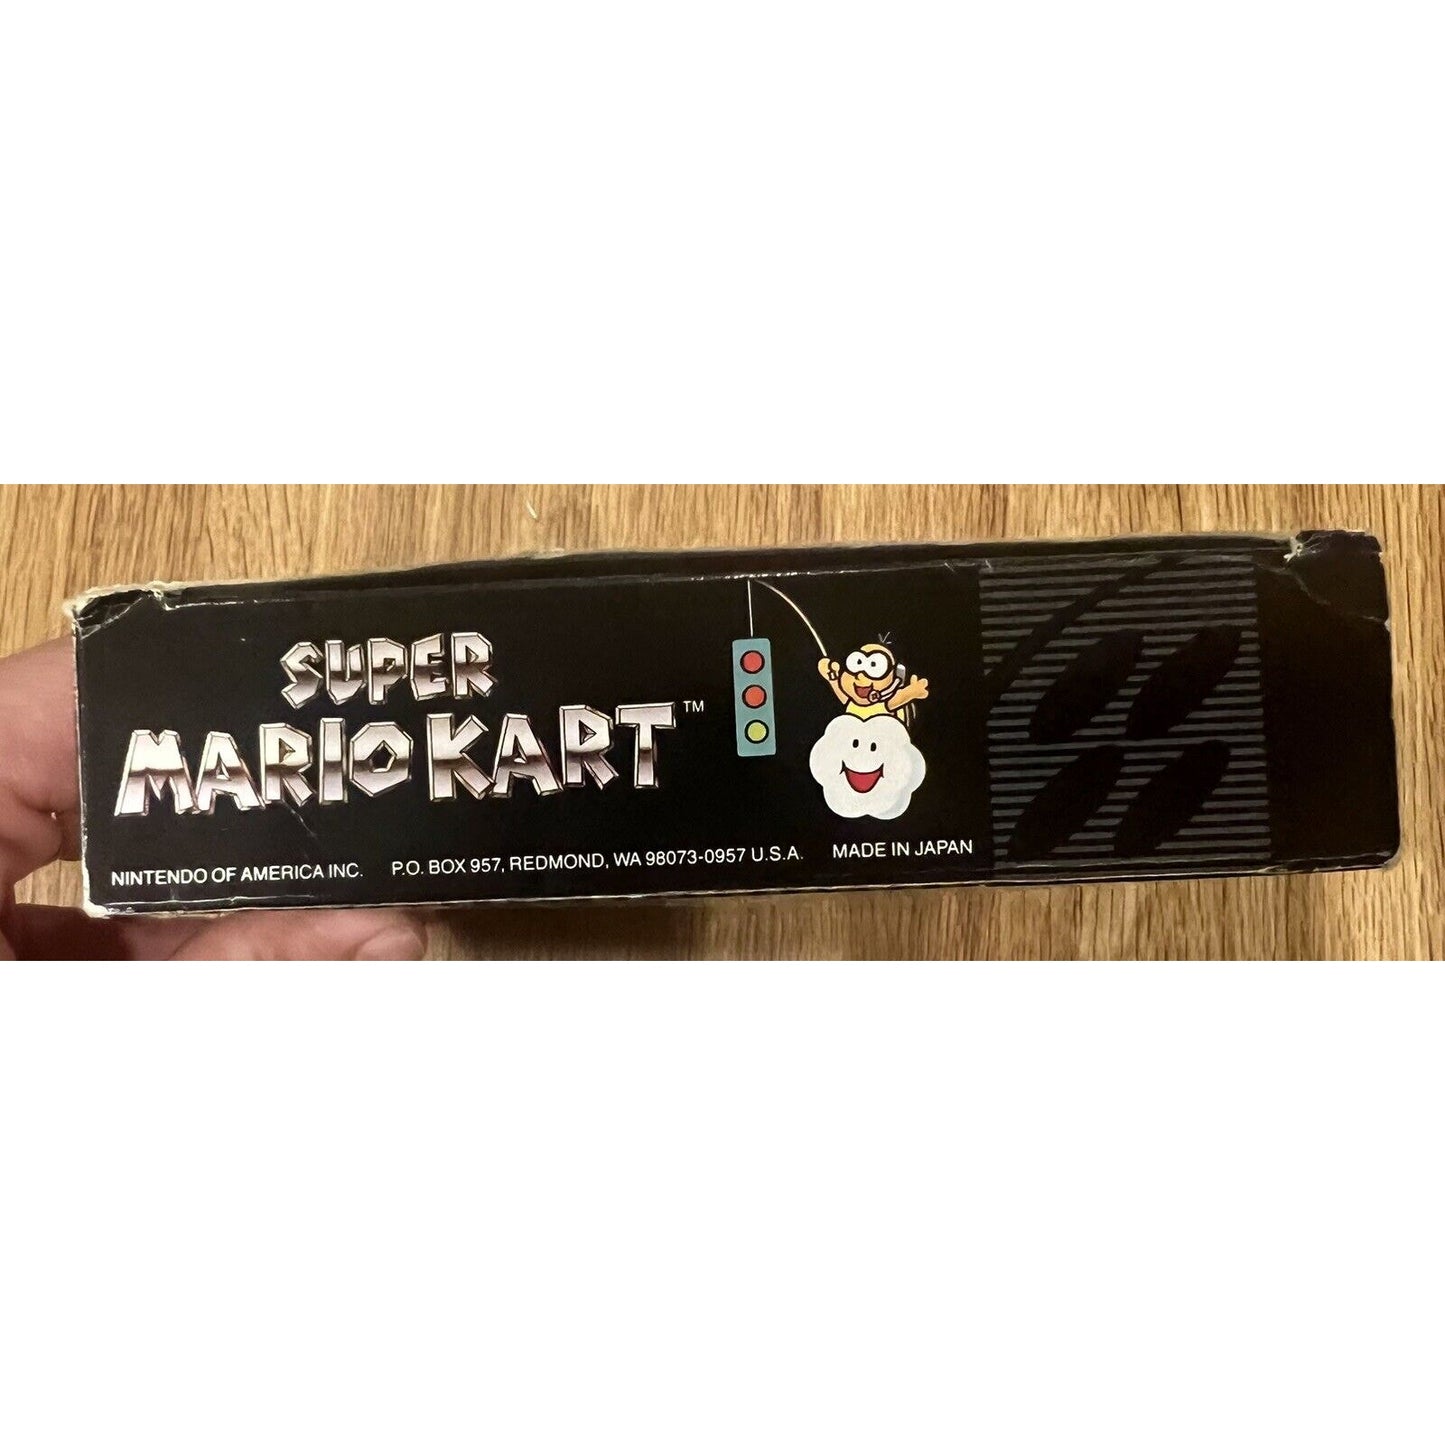 SUPER
MARIO KART™
NINTENDO OF AMERICA INC. P.O. BOX 957, REDMOND, WA 98073-0957 U.S.A. MADE IN JAPAN